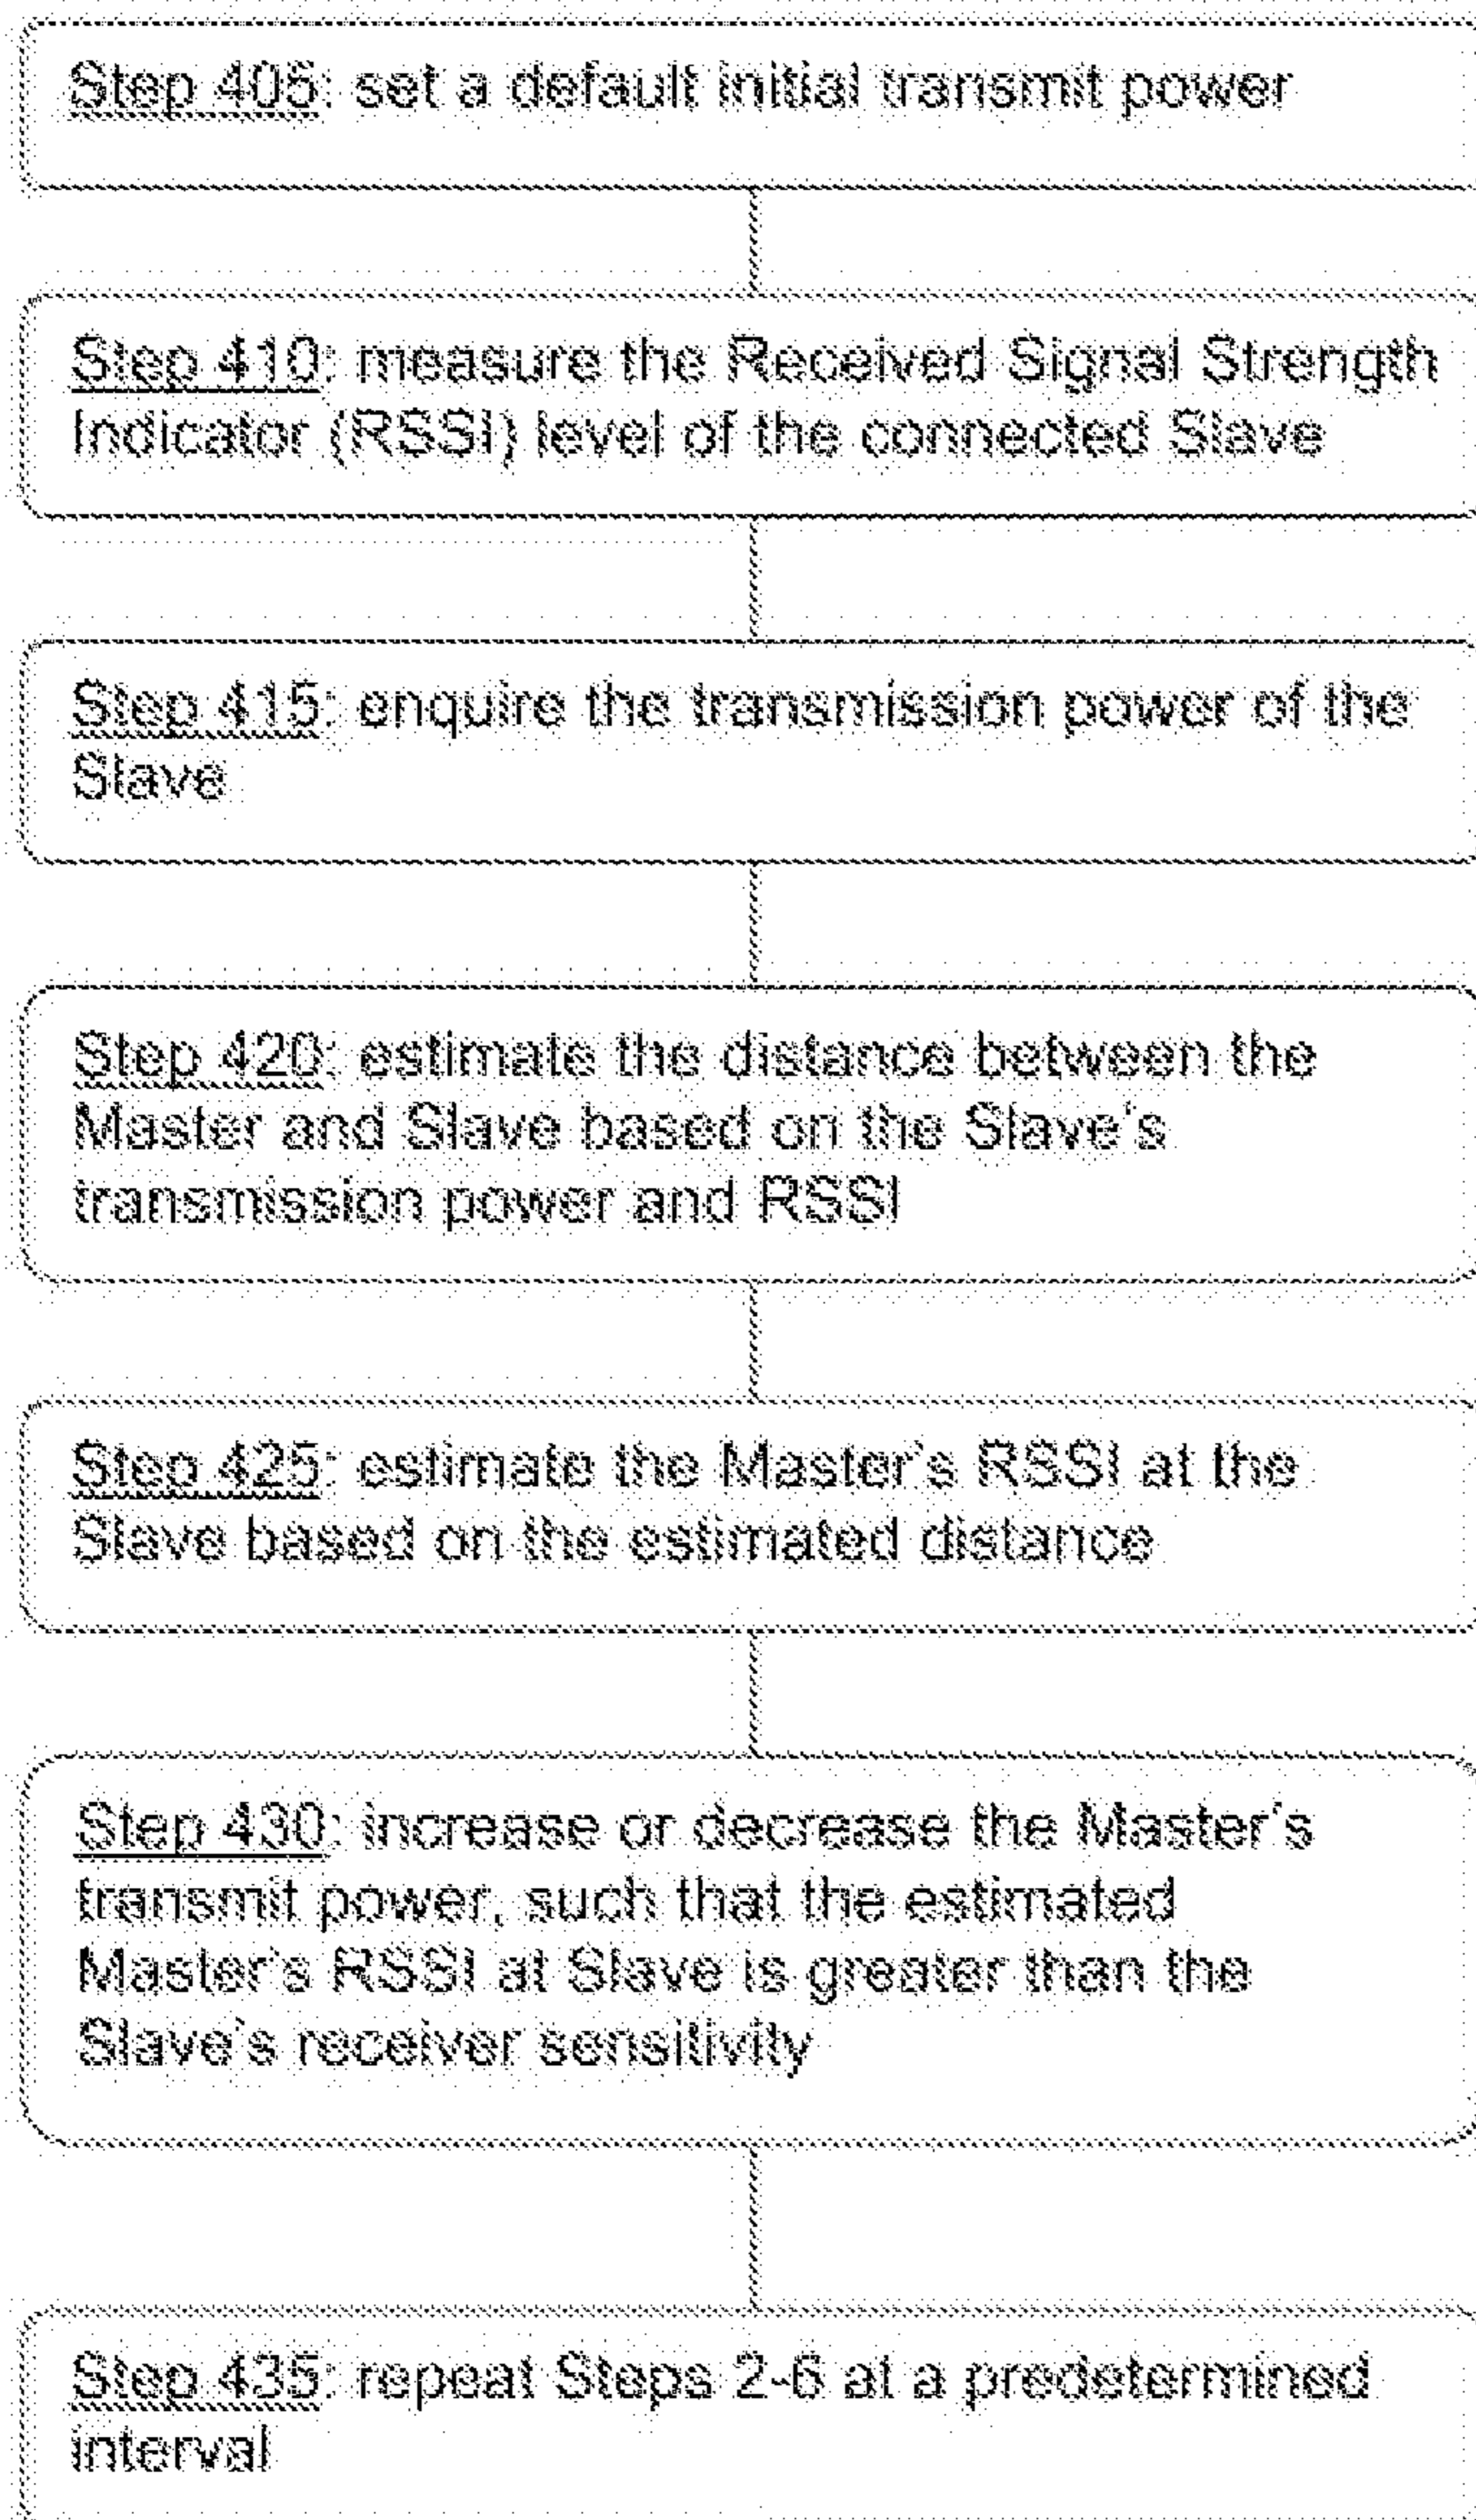 Step 405: set a default initial transmit power
Step 410: measure the Received Signal Strength
Indicator (RSSI) level of the connected Slave
Step 415: enquire the transmission power of the
Slave
Step 420: estimate the distance between the
Master and Slave based on the Slave's
transmission power and RSSI
Step 425: estimate the Master's RSSI at the
Slave based on the estimated distance
Step 430: increase or decrease the Master's
transmit power, such that the estimated
Master's RSSI at Slave is greater than the
Slave's receiver sensitivity
Step 435: repeat Steps 2-6 at a predetermined
interval